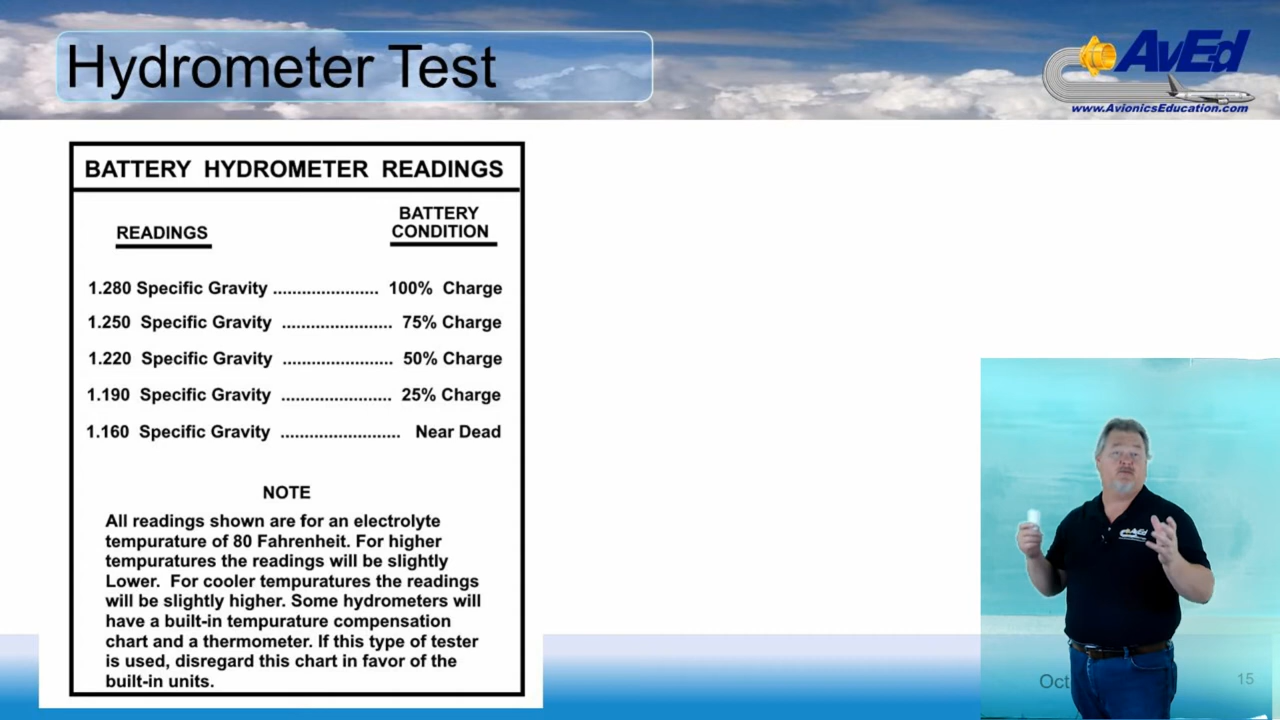 Hydrometer Test
AvEd
www.AvionicsEducation.com
BATTERY HYDROMETER READINGS
READINGS
BATTERY
CONDITION
1.280 Specific Gravity ...................... 100% Charge
1.250 Specific Gravity ....................... 75% Charge
1.220 Specific Gravity ....................... 50% Charge
1.190 Specific Gravity ....................... 25% Charge
1.160 Specific Gravity ......................... Near Dead
NOTE
All readings shown are for an electrolyte
tempurature of 80 Fahrenheit. For higher
tempuratures the readings will be slightly
Lower. For cooler tempuratures the readings
will be slightly higher. Some hydrometers will
have a built-in tempurature compensation
chart and a thermometer. If this type of tester
is used, disregard this chart in favor of the
built-in units.
AvEd
Oct
15